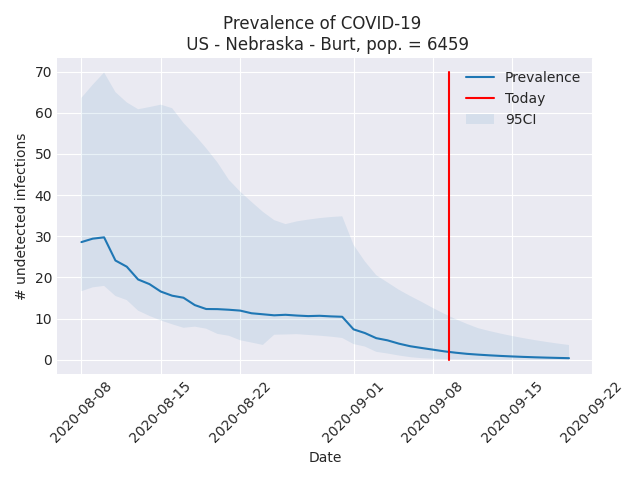 Prevalence of COVID-19
US - Nebraska - Burt, pop. = 6459
Prevalence
Today
95CI
# undetected infections
70
60
50
40
30
20
10
0
2020-08-08
2020-08-15
2020-08-22
2020-09-01
2020-09-08
2020-09-15
2020-09-22
Date